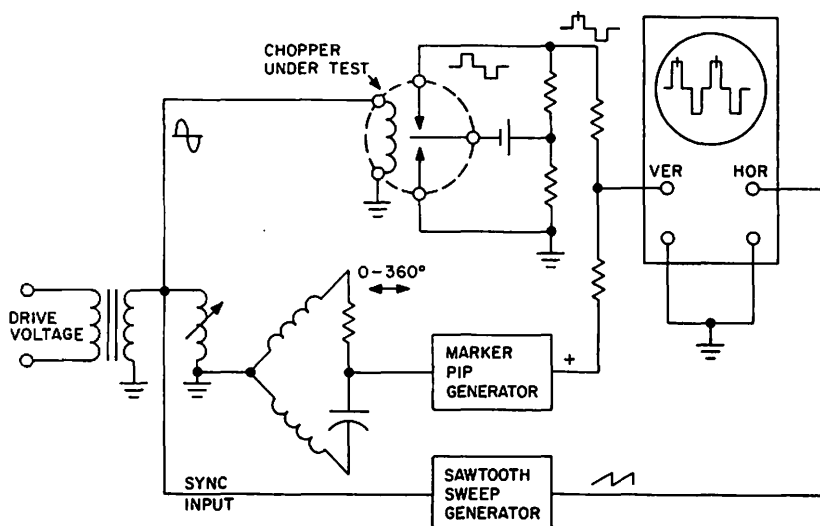 CHOPPER
UNDER TEST
VER
HOR
0-360°
DRIVE
VOLTAGE
MARKER
PIP
GENERATOR
+
SYNC
INPUT
SAWTOOTH
SWEEP
GENERATOR